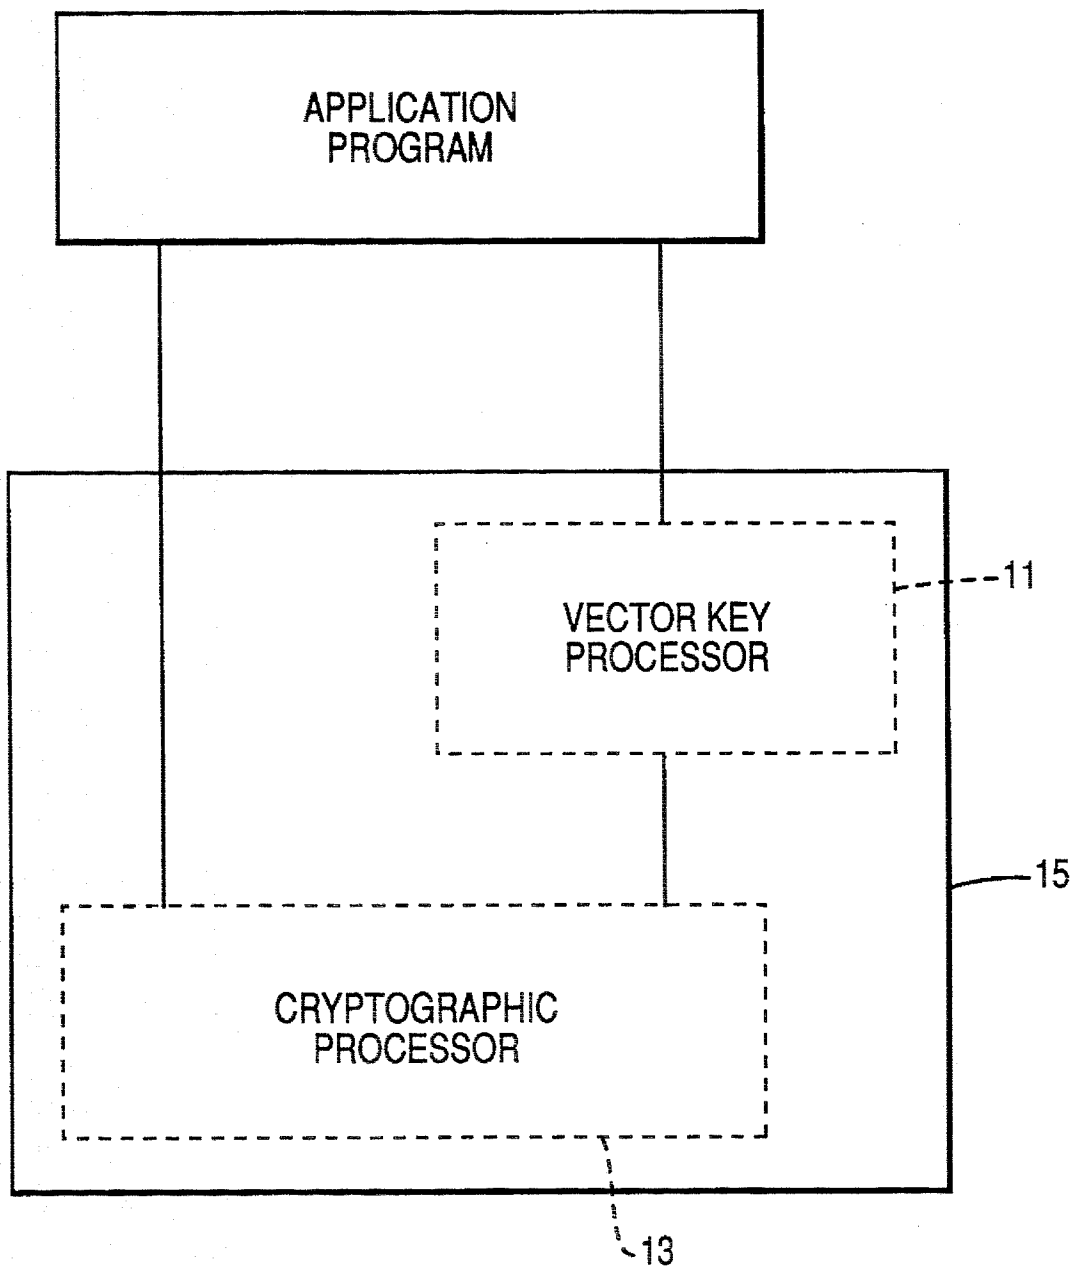 APPLICATION
PROGRAM
11
VECTOR KEY
PROCESSOR
15
CRYPTOGRAPHIC
PROCESSOR
13